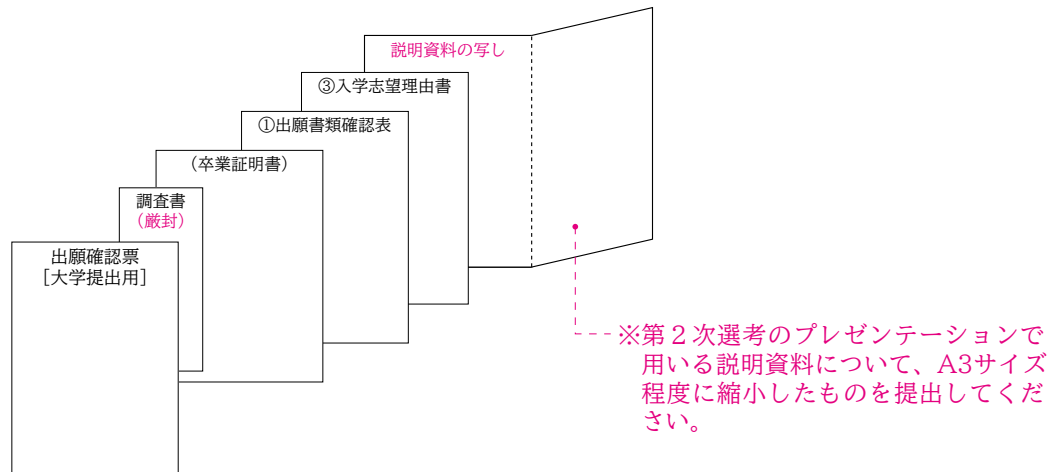 説明資料の写し
③入学志望理由書
①出願書類確認表
（卒業証明書）
調査書
（厳封）
出願確認票
［大学提出用］
※第２次選考のプレゼンテーションで
用いる説明資料について、A3サイズ
程度に縮小したものを提出してくだ
さい。